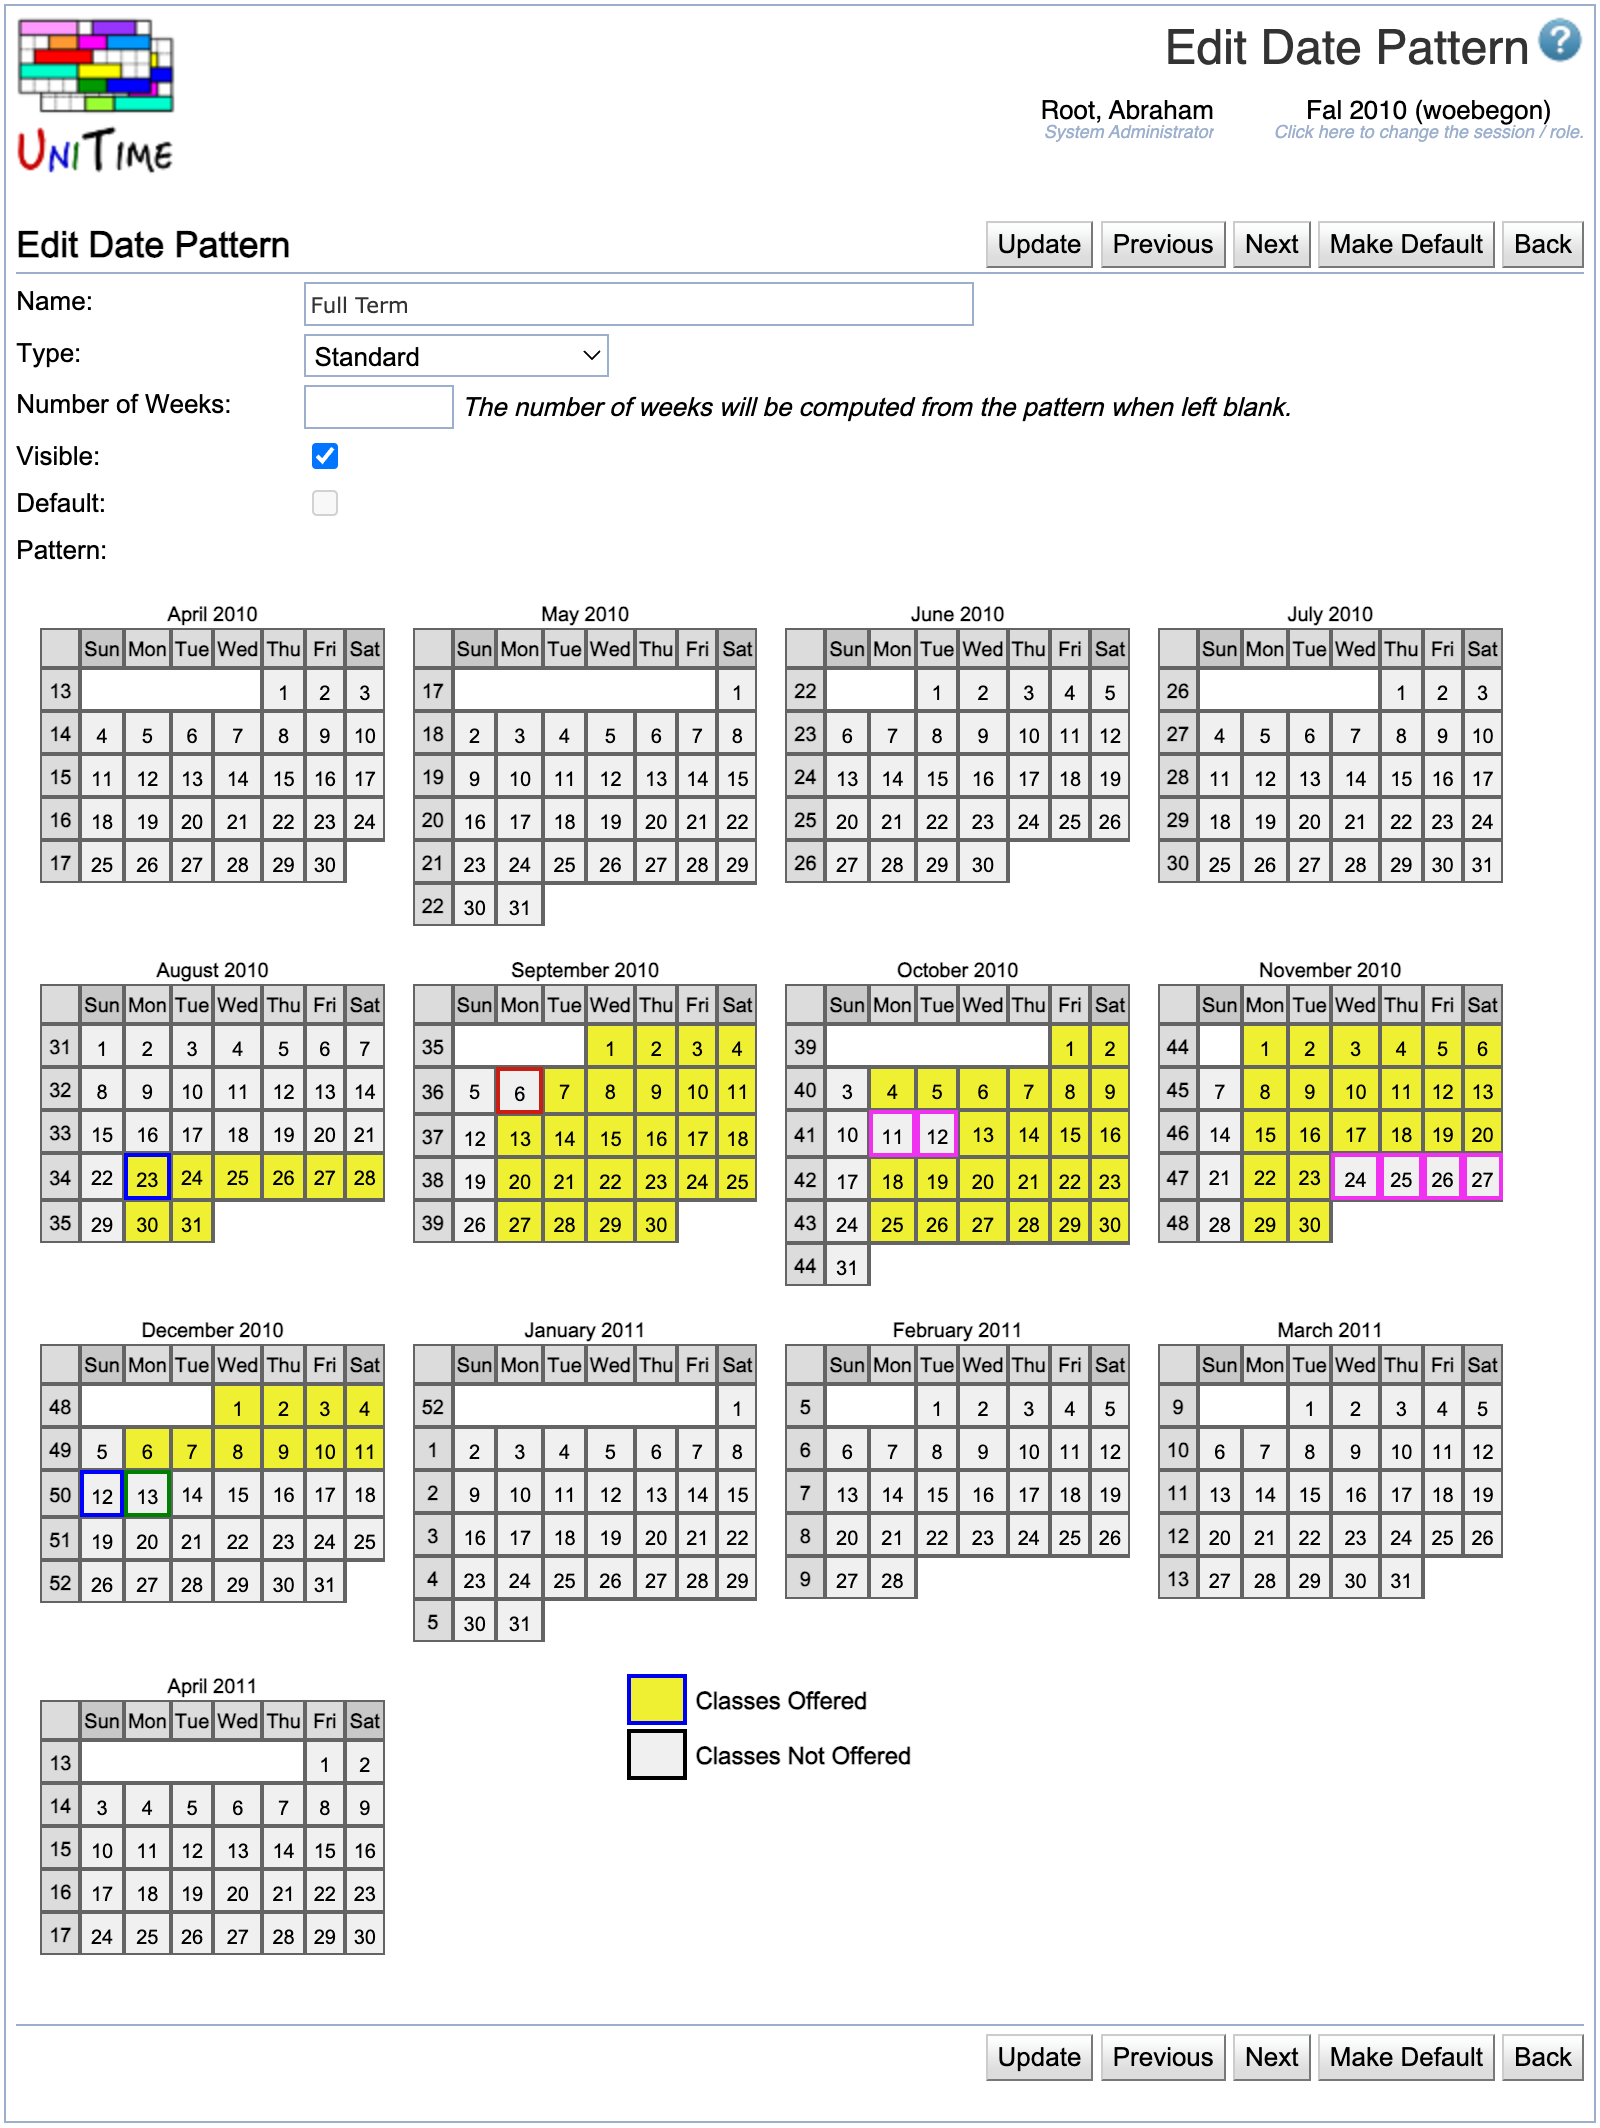 UNITIME
Edit Date Pattern ?
Root, Abraham Fal 2010 (woebegon)
System Administrator Click here to change the session / role.
Edit Date Pattern Update Previous Next Make Default Back
Name: Full Term
Type: Standard
Number of Weeks: The number of weeks will be computed from the pattern when left blank.
Visible:
Default:
Pattern:
April 2010
Sun Mon Tue Wed Thu Fri Sat
13 1 2 3
14 4 5 6 7 8 9 10
15 11 12 13 14 15 16 17
16 18 19 20 21 22 23 24
17 25 26 27 28 29 30
May 2010
Sun Mon Tue Wed Thu Fri Sat
17 1
18 2 3 4 5 6 7 8
19 9 10 11 12 13 14 15
20 16 17 18 19 20 21 22
21 23 24 25 26 27 28 29
22 30 31
June 2010
Sun Mon Tue Wed Thu Fri Sat
22 1 2 3 4 5
23 6 7 8 9 10 11 12
24 13 14 15 16 17 18 19
25 20 21 22 23 24 25 26
26 27 28 29 30
July 2010
Sun Mon Tue Wed Thu Fri Sat
26 1 2 3
27 4 5 6 7 8 9 10
28 11 12 13 14 15 16 17
29 18 19 20 21 22 23 24
30 25 26 27 28 29 30 31
August 2010
Sun Mon Tue Wed Thu Fri Sat
31 1 2 3 4 5 6 7
32 8 9 10 11 12 13 14
33 15 16 17 18 19 20 21
34 22 23 24 25 26 27 28
35 29 30 31
September 2010
Sun Mon Tue Wed Thu Fri Sat
35 1 2 3 4
36 5 6 7 8 9 10 11
37 12 13 14 15 16 17 18
38 19 20 21 22 23 24 25
39 26 27 28 29 30
October 2010
Sun Mon Tue Wed Thu Fri Sat
39 1 2
40 3 4 5 6 7 8 9
41 10 11 12 13 14 15 16
42 17 18 19 20 21 22 23
43 24 25 26 27 28 29 30
44 31
November 2010
Sun Mon Tue Wed Thu Fri Sat
44 1 2 3 4 5 6
45 7 8 9 10 11 12 13
46 14 15 16 17 18 19 20
47 21 22 23 24 25 26 27
48 28 29 30
December 2010
Sun Mon Tue Wed Thu Fri Sat
48 1 2 3 4
49 5 6 7 8 9 10 11
50 12 13 14 15 16 17 18
51 19 20 21 22 23 24 25
52 26 27 28 29 30 31
January 2011
Sun Mon Tue Wed Thu Fri Sat
52 1
1 2 3 4 5 6 7 8
2 9 10 11 12 13 14 15
3 16 17 18 19 20 21 22
4 23 24 25 26 27 28 29
5 30 31
February 2011
Sun Mon Tue Wed Thu Fri Sat
5 1 2 3 4 5
6 6 7 8 9 10 11 12
7 13 14 15 16 17 18 19
8 20 21 22 23 24 25 26
9 27 28
March 2011
Sun Mon Tue Wed Thu Fri Sat
9 1 2 3 4 5
10 6 7 8 9 10 11 12
11 13 14 15 16 17 18 19
12 20 21 22 23 24 25 26
13 27 28 29 30 31
April 2011
Sun Mon Tue Wed Thu Fri Sat
13 1 2
14 3 4 5 6 7 8 9
15 10 11 12 13 14 15 16
16 17 18 19 20 21 22 23
17 24 25 26 27 28 29 30
Classes Offered
Classes Not Offered
Update Previous Next Make Default Back